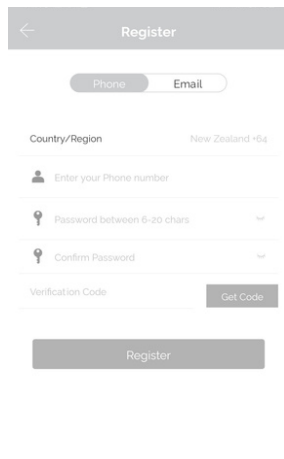 Register
Phone Email
Country/Region New Zealand +64
Enter your Phone number
Password between 6-20 chars
Confirm Password
Verification Code Get Code
Register